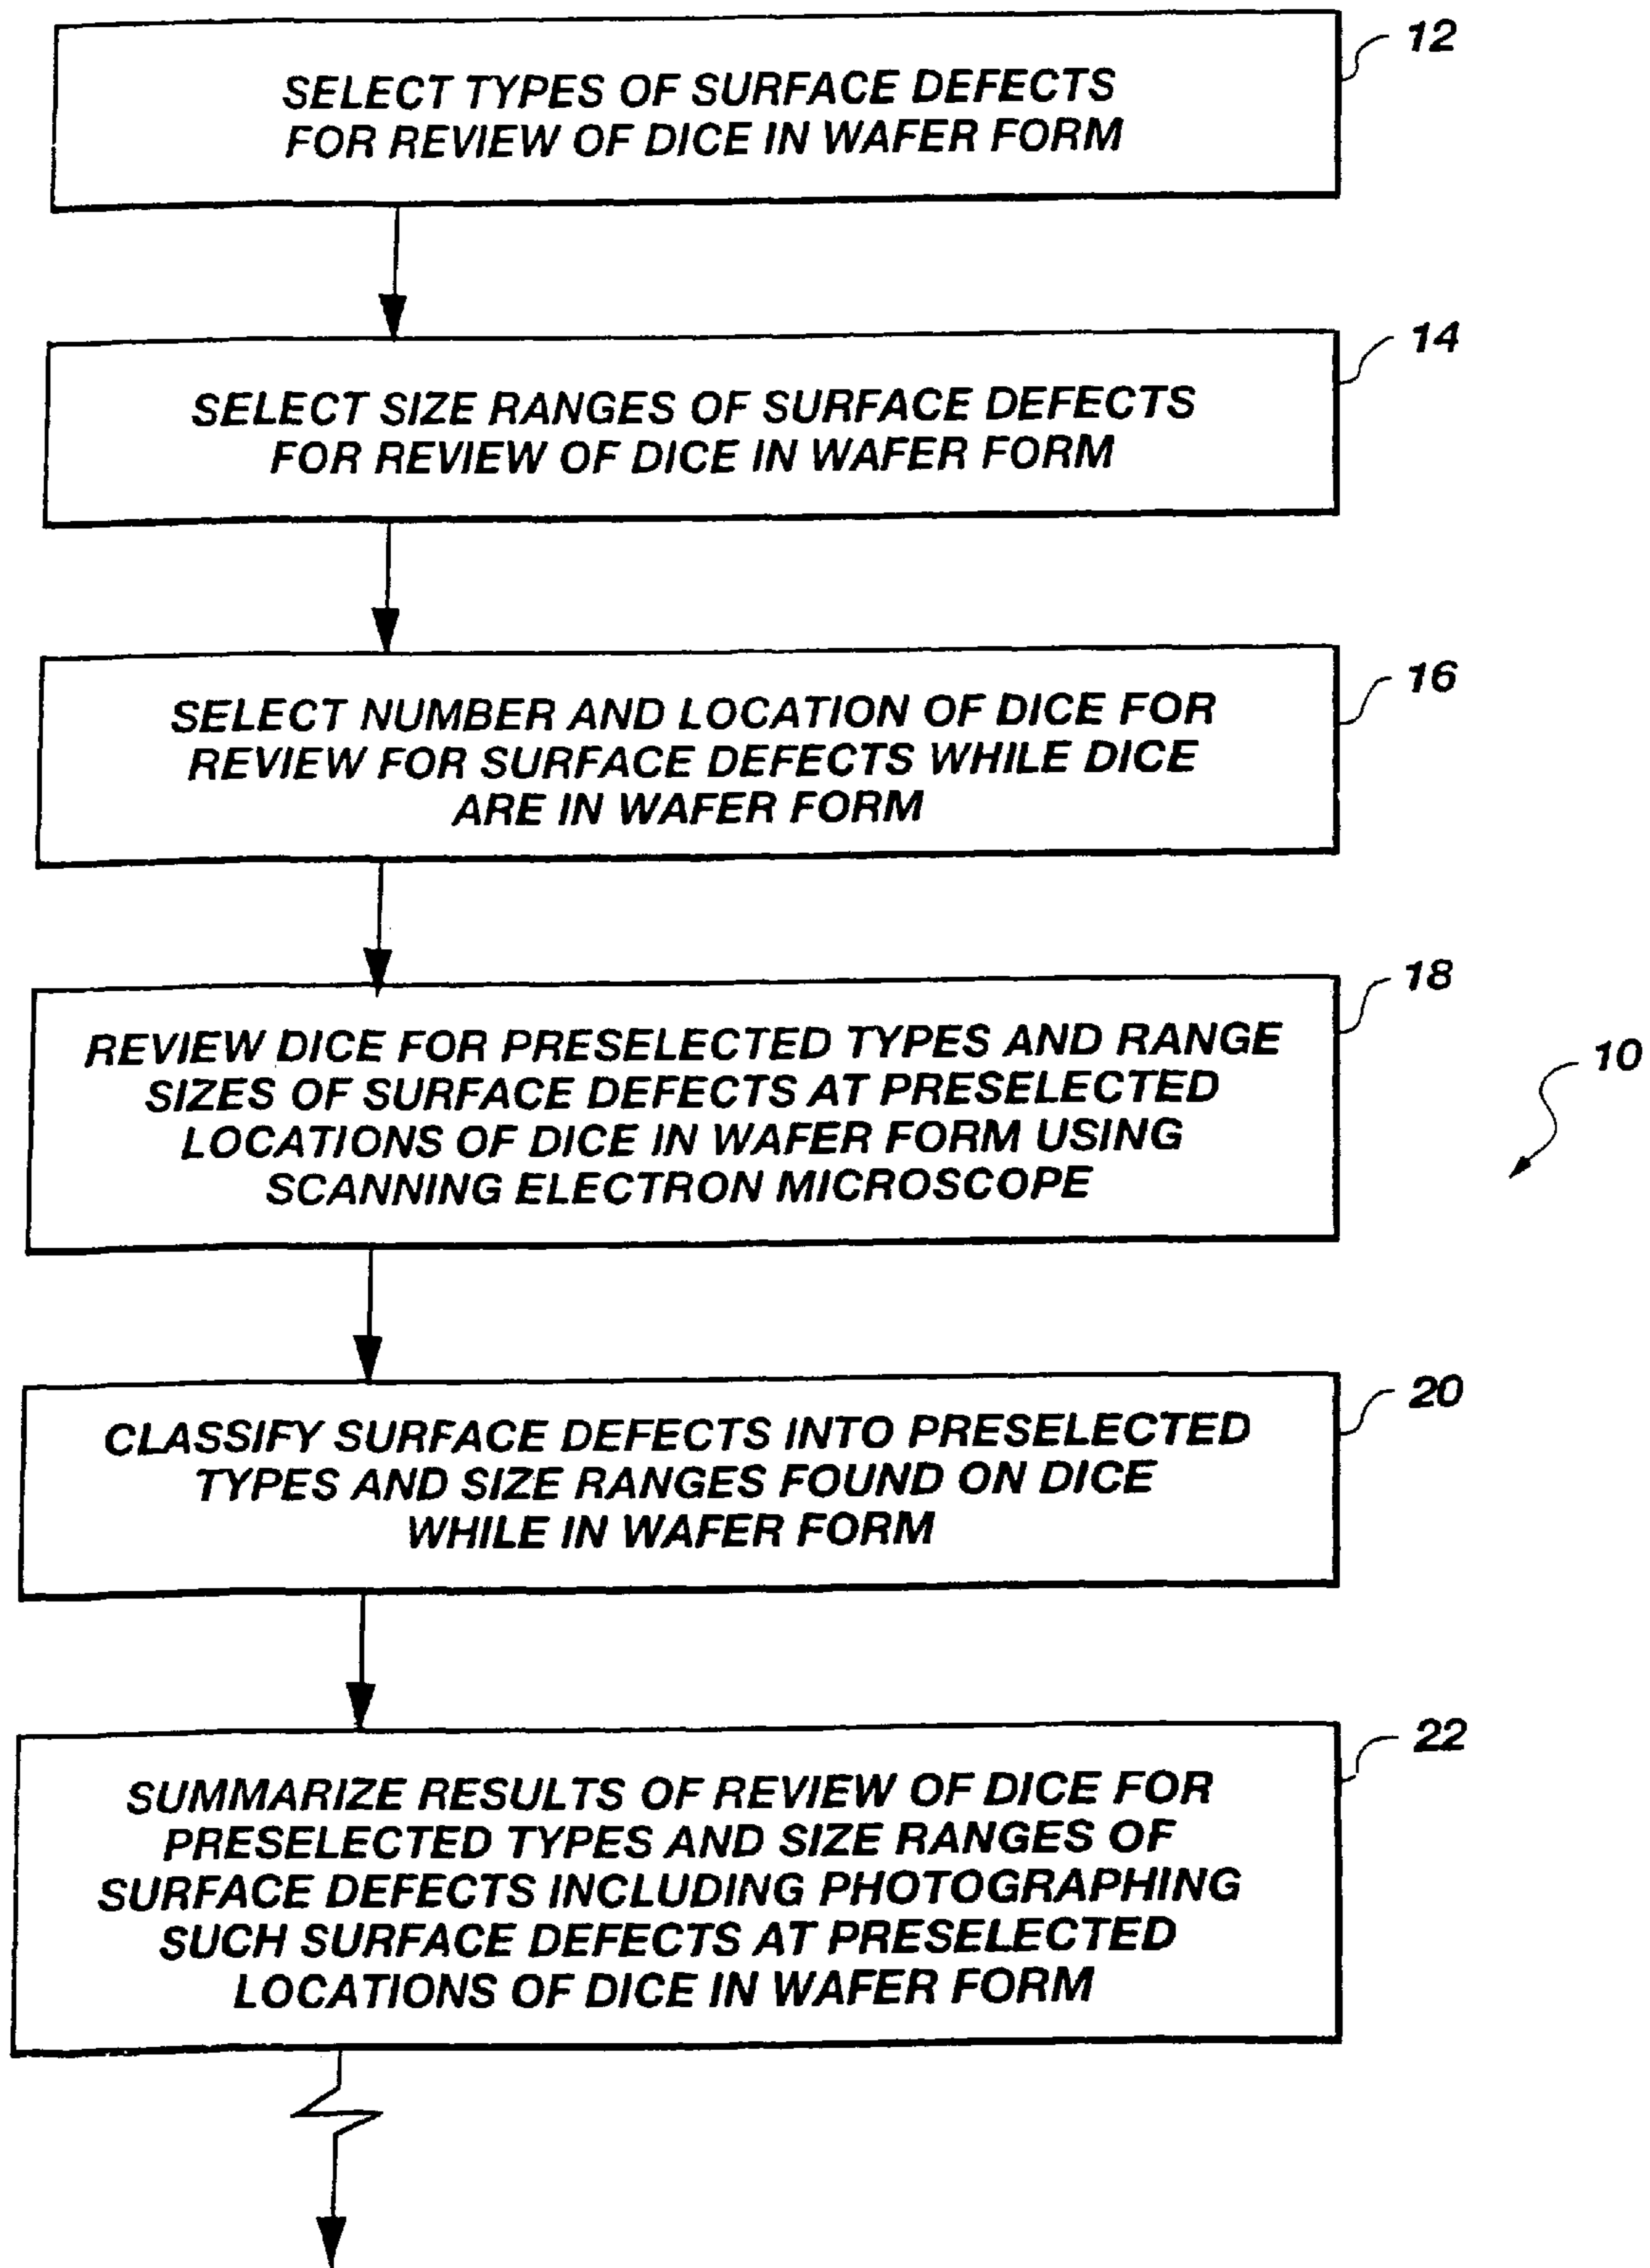 12
SELECT TYPES OF SURFACE DEFECTS
FOR REVIEW OF DICE IN WAFER FORM
14
SELECT SIZE RANGES OF SURFACE DEFECTS
FOR REVIEW OF DICE IN WAFER FORM
16
SELECT NUMBER AND LOCATION OF DICE FOR
REVIEW FOR SURFACE DEFECTS WHILE DICE
ARE IN WAFER FORM
18
REVIEW DICE FOR PRESELECTED TYPES AND RANGE
SIZES OF SURFACE DEFECTS AT PRESELECTED
LOCATIONS OF DICE IN WAFER FORM USING
SCANNING ELECTRON MICROSCOPE
10
20
CLASSIFY SURFACE DEFECTS INTO PRESELECTED
TYPES AND SIZE RANGES FOUND ON DICE
WHILE IN WAFER FORM
22
SUMMARIZE RESULTS OF REVIEW OF DICE FOR
PRESELECTED TYPES AND SIZE RANGES OF
SURFACE DEFECTS INCLUDING PHOTOGRAPHING
SUCH SURFACE DEFECTS AT PRESELECTED
LOCATIONS OF DICE IN WAFER FORM